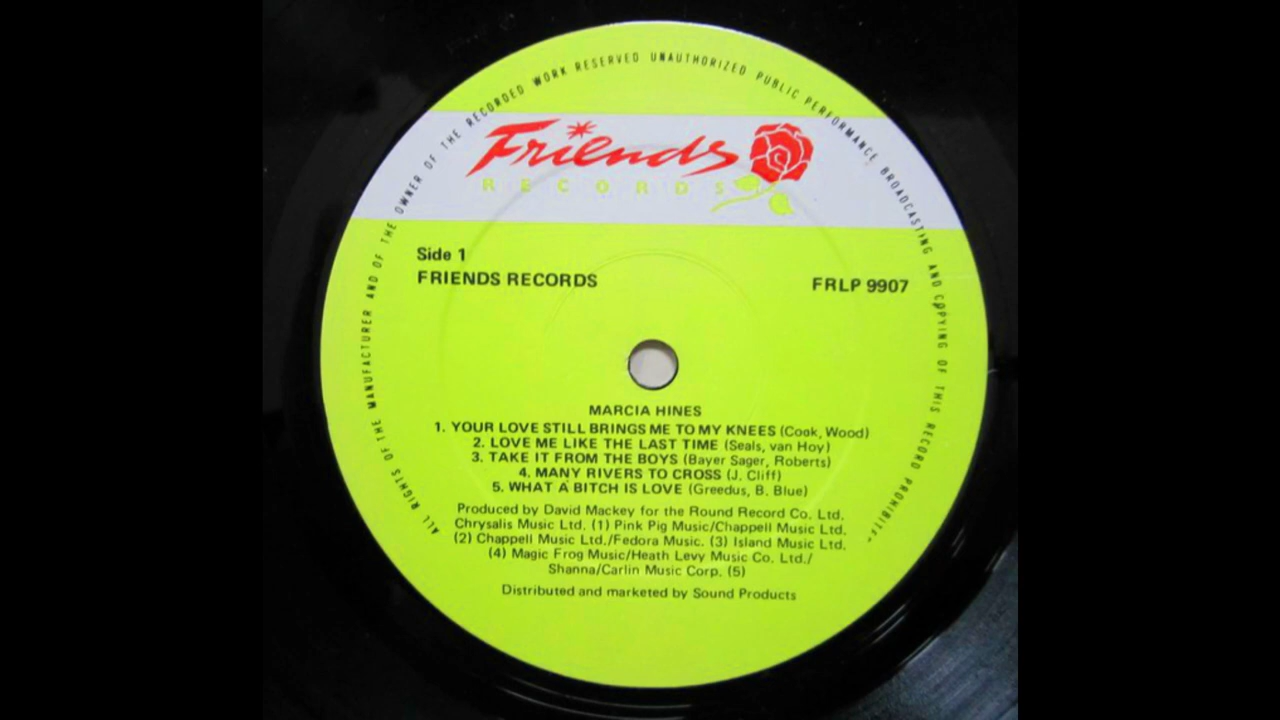 ALL RIGHTS OF THE MANUFACTURER AND OF THE OWNER OF THE RECORDED WORK RESERVED UNAUTHORIZED PUBLIC PERFORMANCE BROADCASTING AND COPYING OF THIS RECORD PROHIBITE
Friends
RECORDS
Side 1
FRIENDS RECORDS
FRLP 9907
MARCIA HINES
1. YOUR LOVE STILL BRINGS ME TO MY KNEES (Cook, Wood)
2. LOVE ME LIKE THE LAST TIME (Seals, van Hoy)
3. TAKE IT FROM THE BOYS (Bayer Sager, Roberts)
4. MANY RIVERS TO CROSS (J. Cliff)
5. WHAT A BITCH IS LOVE (Greedus, B. Blue)
Produced by David Mackey for the Round Record Co. Ltd.
Chrysalis Music Ltd. (1) Pink Pig Music/Chappell Music Ltd.
(2) Chappell Music Ltd./Fedora Music. (3) Island Music Ltd.
(4) Magic Frog Music/Heath Levy Music Co. Ltd./
Shanna/Carlin Music Corp. (5)
Distributed and marketed by Sound Products